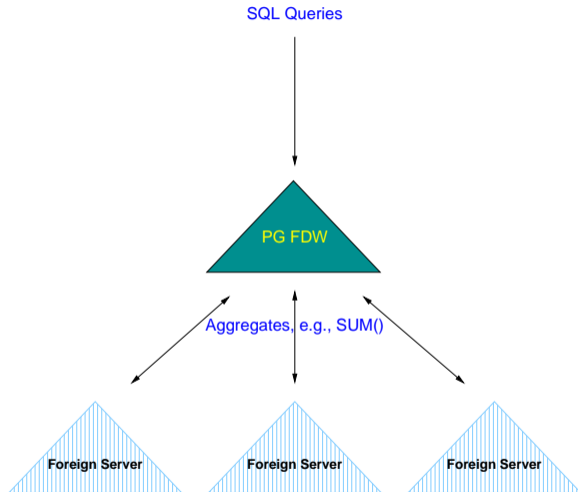 SQL Queries
PG FDW
Aggregates, e.g., SUM()
Foreign Server
Foreign Server
Foreign Server